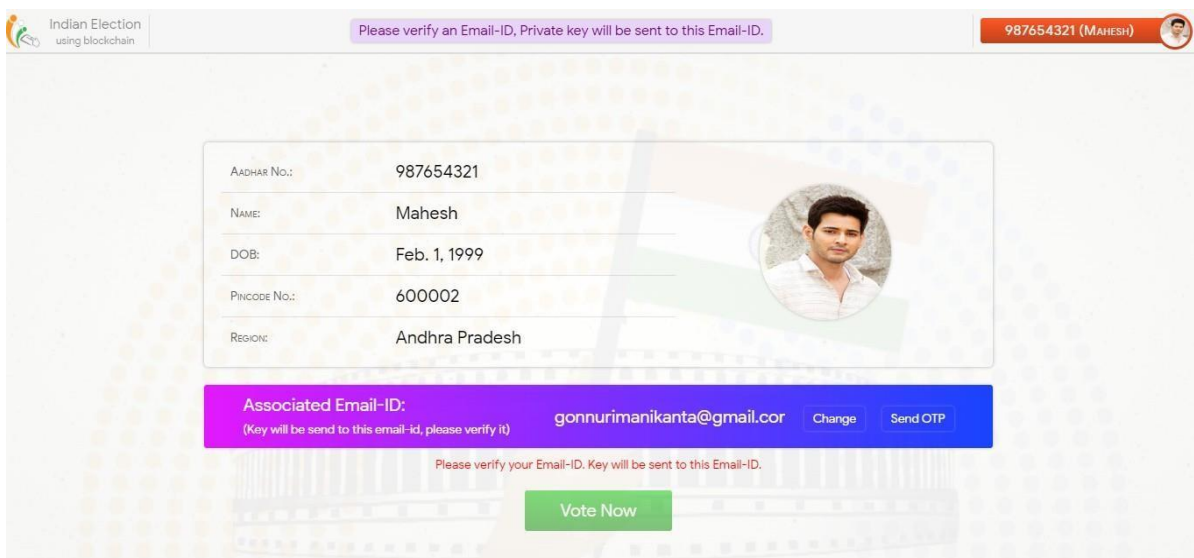 Indian Election
using blockchain
Please verify an Email-ID, Private key will be sent to this Email-ID.
987654321 (Mahesh)
Aadhar No.: 987654321
Name: Mahesh
DOB: Feb. 1, 1999
Pincode No.: 600002
Region: Andhra Pradesh
Associated Email-ID:
(Key will be send to this email-id, please verify it)
gonnurimanikanta@gmail.cor Change Send OTP
Please verify your Email-ID. Key will be sent to this Email-ID.
Vote Now